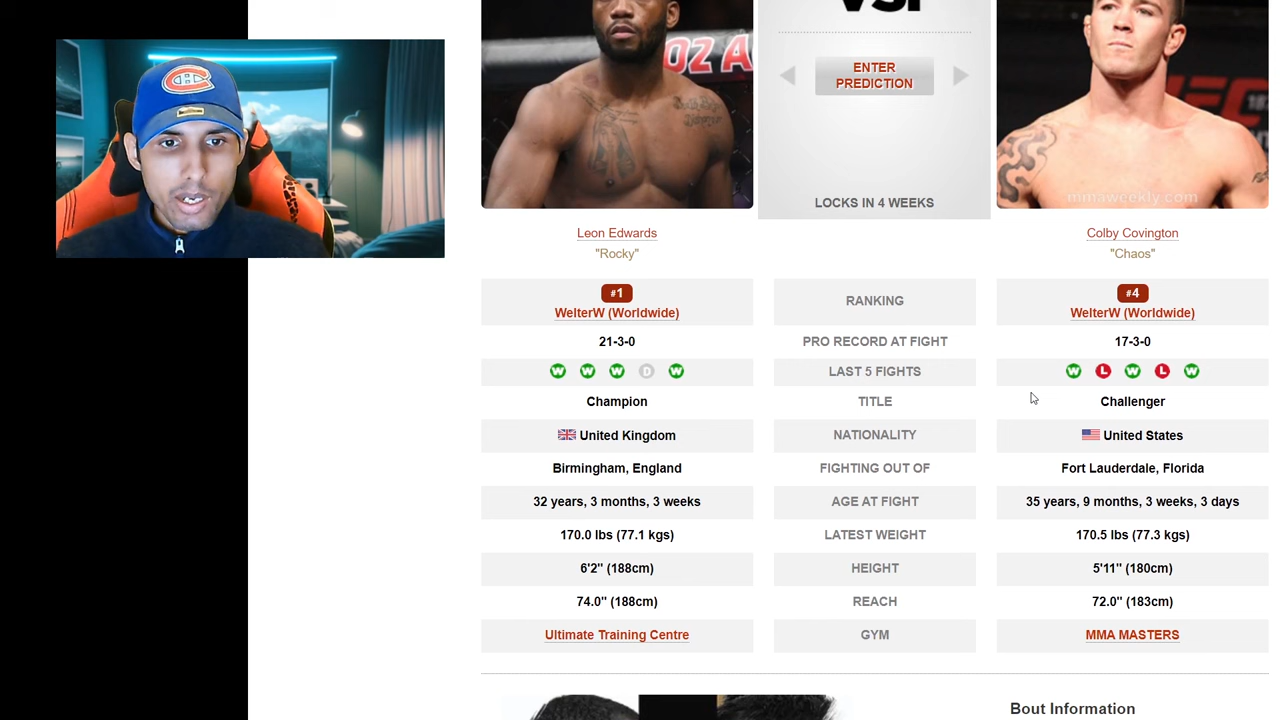 ENTER
PREDICTION
LOCKS IN 4 WEEKS
mmaweekly.com
Leon Edwards
Colby Covington
"Rocky"
"Chaos"
#1 RANKING #4
WelterW (Worldwide) WelterW (Worldwide)
21-3-0 PRO RECORD AT FIGHT 17-3-0
W W W D W LAST 5 FIGHTS W L W L W
Champion TITLE Challenger
United Kingdom NATIONALITY United States
Birmingham, England FIGHTING OUT OF Fort Lauderdale, Florida
32 years, 3 months, 3 weeks AGE AT FIGHT 35 years, 9 months, 3 weeks, 3 days
170.0 lbs (77.1 kgs) LATEST WEIGHT 170.5 lbs (77.3 kgs)
6'2" (188cm) HEIGHT 5'11" (180cm)
74.0" (188cm) REACH 72.0" (183cm)
Ultimate Training Centre GYM MMA MASTERS
Bout Information